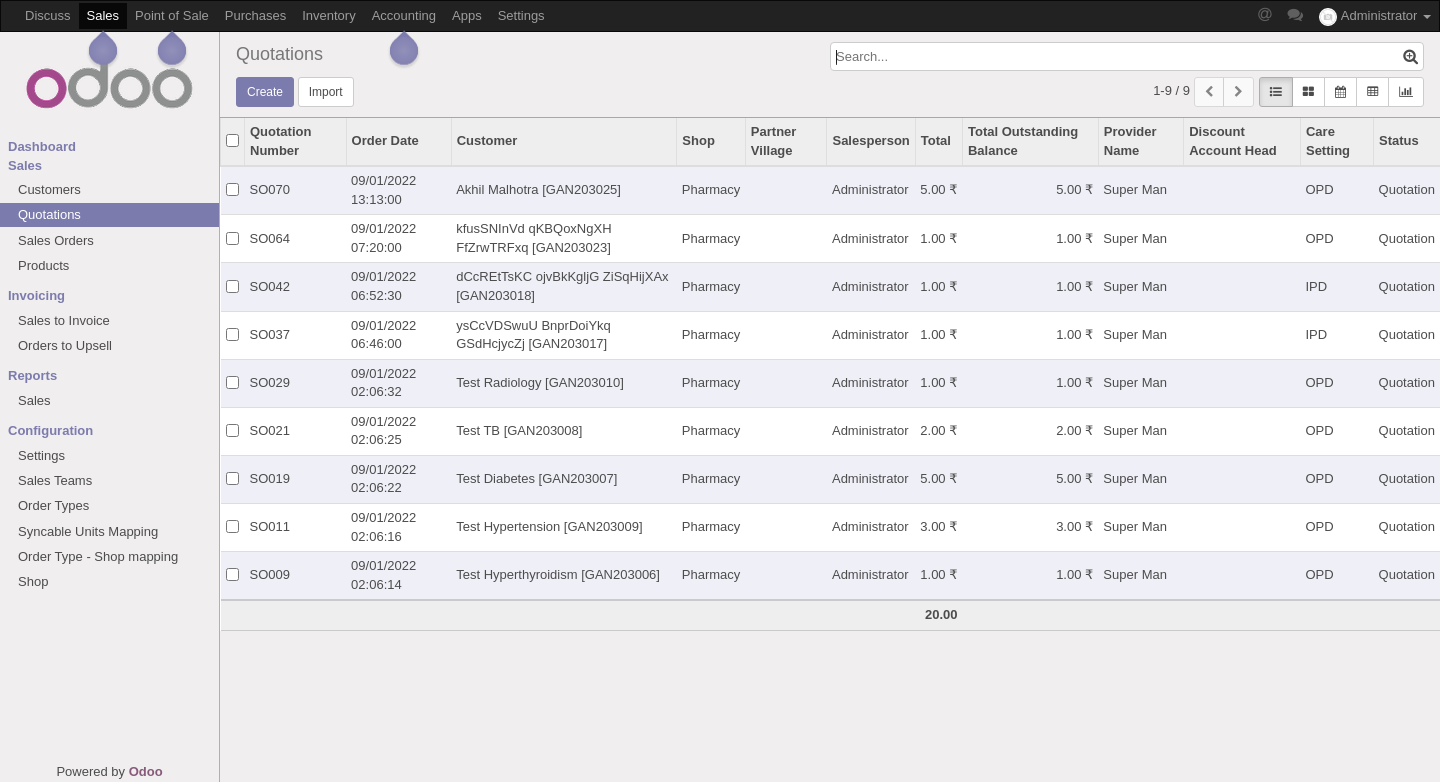 Discuss Sales Point of Sale Purchases Inventory Accounting Apps Settings @ Administrator
odoo
Quotations
Search...
Create Import
1-9 / 9
Dashboard
Sales
Customers
Quotations
Sales Orders
Products
Invoicing
Sales to Invoice
Orders to Upsell
Reports
Sales
Configuration
Settings
Sales Teams
Order Types
Syncable Units Mapping
Order Type - Shop mapping
Shop
Powered by Odoo
Quotation Number Order Date Customer Shop Partner Village Salesperson Total Total Outstanding Balance Provider Name Discount Account Head Care Setting Status
SO070 09/01/2022 13:13:00 Akhil Malhotra [GAN203025] Pharmacy Administrator 5.00 ₹ 5.00 ₹ Super Man OPD Quotation
SO064 09/01/2022 07:20:00 kfusSNInVd qKBQoxNgXH FfZrwTRFxq [GAN203023] Pharmacy Administrator 1.00 ₹ 1.00 ₹ Super Man OPD Quotation
SO042 09/01/2022 06:52:30 dCcREtTsKC ojvBkKgljG ZiSqHijXAx [GAN203018] Pharmacy Administrator 1.00 ₹ 1.00 ₹ Super Man IPD Quotation
SO037 09/01/2022 06:46:00 ysCcVDSwuU BnprDoiYkq GSdHcjycZj [GAN203017] Pharmacy Administrator 1.00 ₹ 1.00 ₹ Super Man IPD Quotation
SO029 09/01/2022 02:06:32 Test Radiology [GAN203010] Pharmacy Administrator 1.00 ₹ 1.00 ₹ Super Man OPD Quotation
SO021 09/01/2022 02:06:25 Test TB [GAN203008] Pharmacy Administrator 2.00 ₹ 2.00 ₹ Super Man OPD Quotation
SO019 09/01/2022 02:06:22 Test Diabetes [GAN203007] Pharmacy Administrator 5.00 ₹ 5.00 ₹ Super Man OPD Quotation
SO011 09/01/2022 02:06:16 Test Hypertension [GAN203009] Pharmacy Administrator 3.00 ₹ 3.00 ₹ Super Man OPD Quotation
SO009 09/01/2022 02:06:14 Test Hyperthyroidism [GAN203006] Pharmacy Administrator 1.00 ₹ 1.00 ₹ Super Man OPD Quotation
20.00